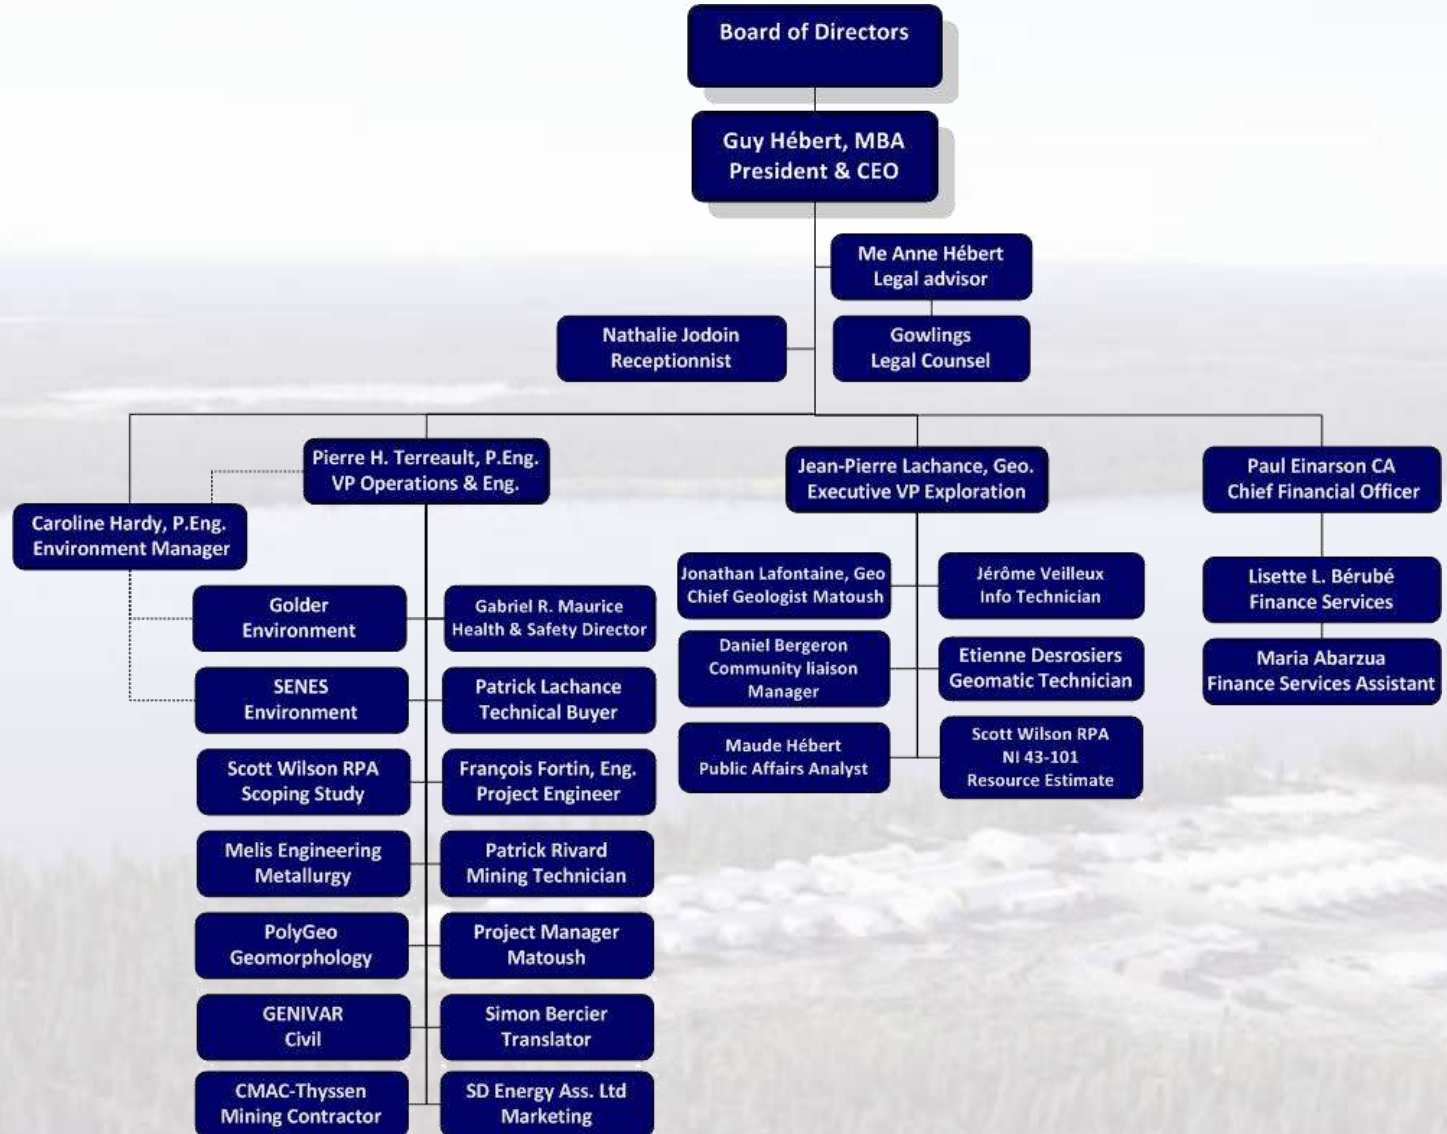 Board of Directors
Guy Hébert, MBA
President & CEO
Me Anne Hébert
Legal advisor
Nathalie Jodoin
Receptionnist
Gowlings
Legal Counsel
Pierre H. Terreault, P.Eng.
VP Operations & Eng.
Jean-Pierre Lachance, Geo.
Executive VP Exploration
Paul Einarson CA
Chief Financial Officer
Caroline Hardy, P.Eng.
Environment Manager
Golder
Environment
Gabriel R. Maurice
Health & Safety Director
SENES
Environment
Patrick Lachance
Technical Buyer
Scott Wilson RPA
Scoping Study
François Fortin, Eng.
Project Engineer
Melis Engineering
Metallurgy
Patrick Rivard
Mining Technician
PolyGeo
Geomorphology
Project Manager
Matoush
GENIVAR
Civil
Simon Bercier
Translator
CMAC-Thyssen
Mining Contractor
SD Energy Ass. Ltd
Marketing
Jonathan Lafontaine, Geo
Chief Geologist Matoush
Jérôme Veilleux
Info Technician
Daniel Bergeron
Community liaison
Manager
Etienne Desrosiers
Geomatic Technician
Maude Hébert
Public Affairs Analyst
Scott Wilson RPA
NI 43-101
Resource Estimate
Lisette L. Bérubé
Finance Services
Maria Abarzua
Finance Services Assistant